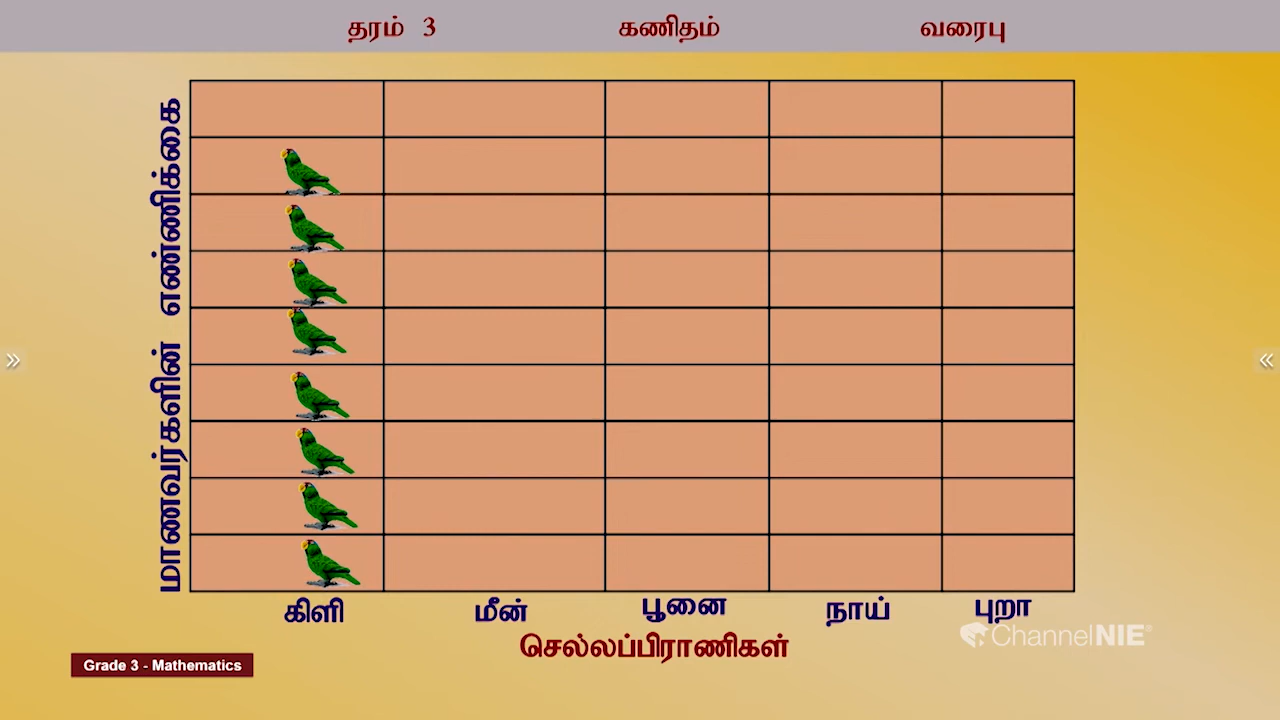 தரம் 3 கணிதம் வரைபு
மாணவர்களின் எண்ணிக்கை
கிளி மீன் பூனை நாய் புறா
செல்லப்பிராணிகள்
ChannelNIE®
Grade 3 - Mathematics